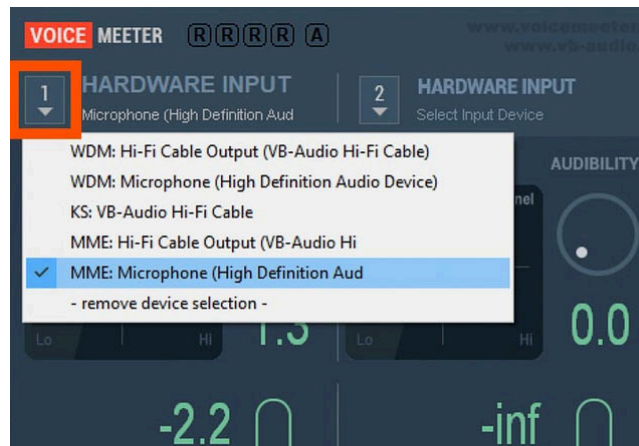 VOICE MEETER R R R R A
www.voicemeeter
www.vb-audio.
1 HARDWARE INPUT
Microphone (High Definition Aud
2 HARDWARE INPUT
Select Input Device
WDM: Hi-Fi Cable Output (VB-Audio Hi-Fi Cable)
WDM: Microphone (High Definition Audio Device)
KS: VB-Audio Hi-Fi Cable
MME: Hi-Fi Cable Output (VB-Audio Hi
MME: Microphone (High Definition Aud
- remove device selection -
AUDIBILITY
nel
Lo Hi 1.3
Lo Hi 0.0
-2.2
-inf